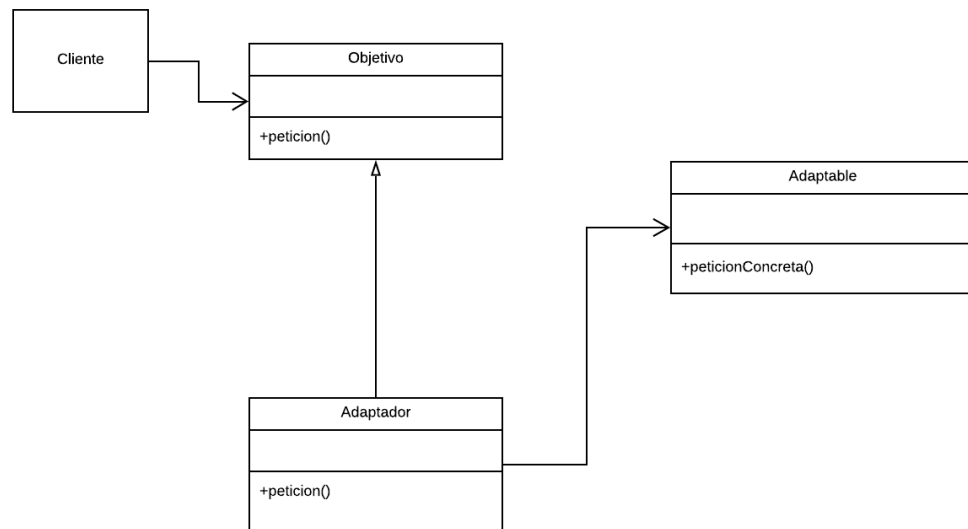 Cliente
Objetivo
+peticion()
Adaptable
+peticionConcreta()
Adaptador
+peticion()